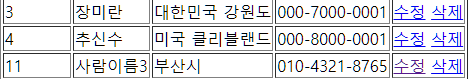 3 장미란 대한민국 강원도 000-7000-0001 수정 삭제
4 추신수 미국 클리블랜드 000-8000-0001 수정 삭제
11 사람이름3 부산시 010-4321-8765 수정 삭제